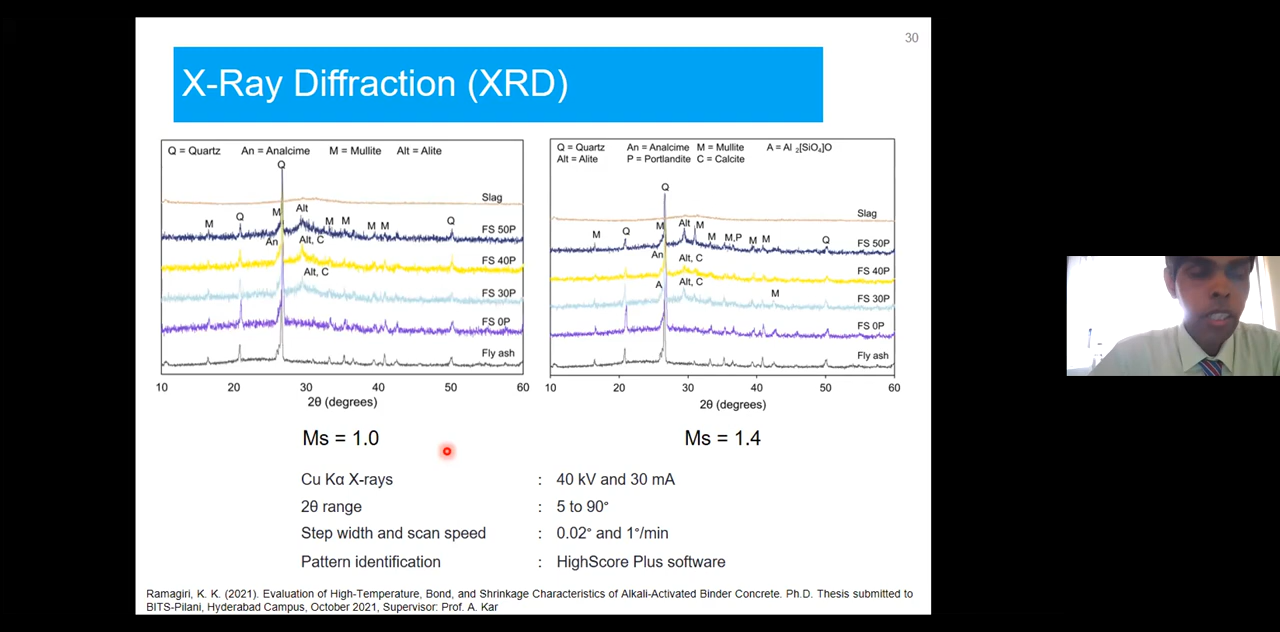 30
X-Ray Diffraction (XRD)
Q = Quartz An = Analcime M = Mullite Alt = Alite
Q
Slag
M Q M Alt M M M M Q FS 50P
An Alt, C
FS 40P
Alt, C
FS 30P
FS 0P
Fly ash
10 20 30 40 50 60
2θ (degrees)
Ms = 1.0
Q = Quartz An = Analcime M = Mullite A = Al 2[SiO4]O
Alt = Alite P = Portlandite C = Calcite
Q
Slag
M Q M Alt M M M,P M M Q FS 50P
An Alt, C
FS 40P
A Alt, C
M FS 30P
FS 0P
Fly ash
10 20 30 40 50 60
2θ (degrees)
Ms = 1.4
Cu Kα X-rays : 40 kV and 30 mA
2θ range : 5 to 90°
Step width and scan speed : 0.02° and 1°/min
Pattern identification : HighScore Plus software
Ramagiri, K. K. (2021). Evaluation of High-Temperature, Bond, and Shrinkage Characteristics of Alkali-Activated Binder Concrete. Ph.D. Thesis submitted to
BITS-Pilani, Hyderabad Campus, October 2021, Supervisor: Prof. A. Kar